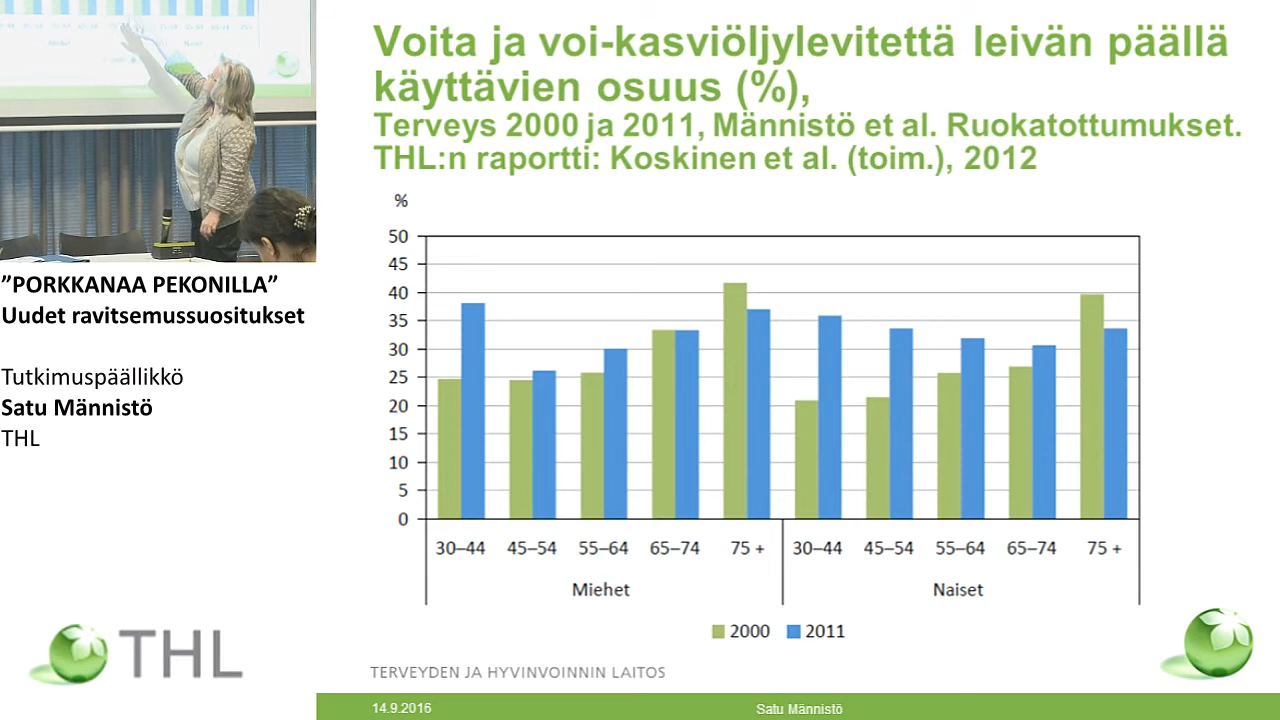 Voita ja voi-kasviöljylevitettä leivän päällä
käyttävien osuus (%),
Terveys 2000 ja 2011, Männistö et al. Ruokatottumukset.
THL:n raportti: Koskinen et al. (toim.), 2012
”PORKKANAA PEKONILLA”
Uudet ravitsemussuositukset
Tutkimuspäällikkö
Satu Männistö
THL
%
50
45
40
35
30
25
20
15
10
5
0
30–44 45–54 55–64 65–74 75 + 30–44 45–54 55–64 65–74 75 +
Miehet Naiset
2000 2011
THL
TERVEYDEN JA HYVINVOINNIN LAITOS
14.9.2016 Satu Männistö